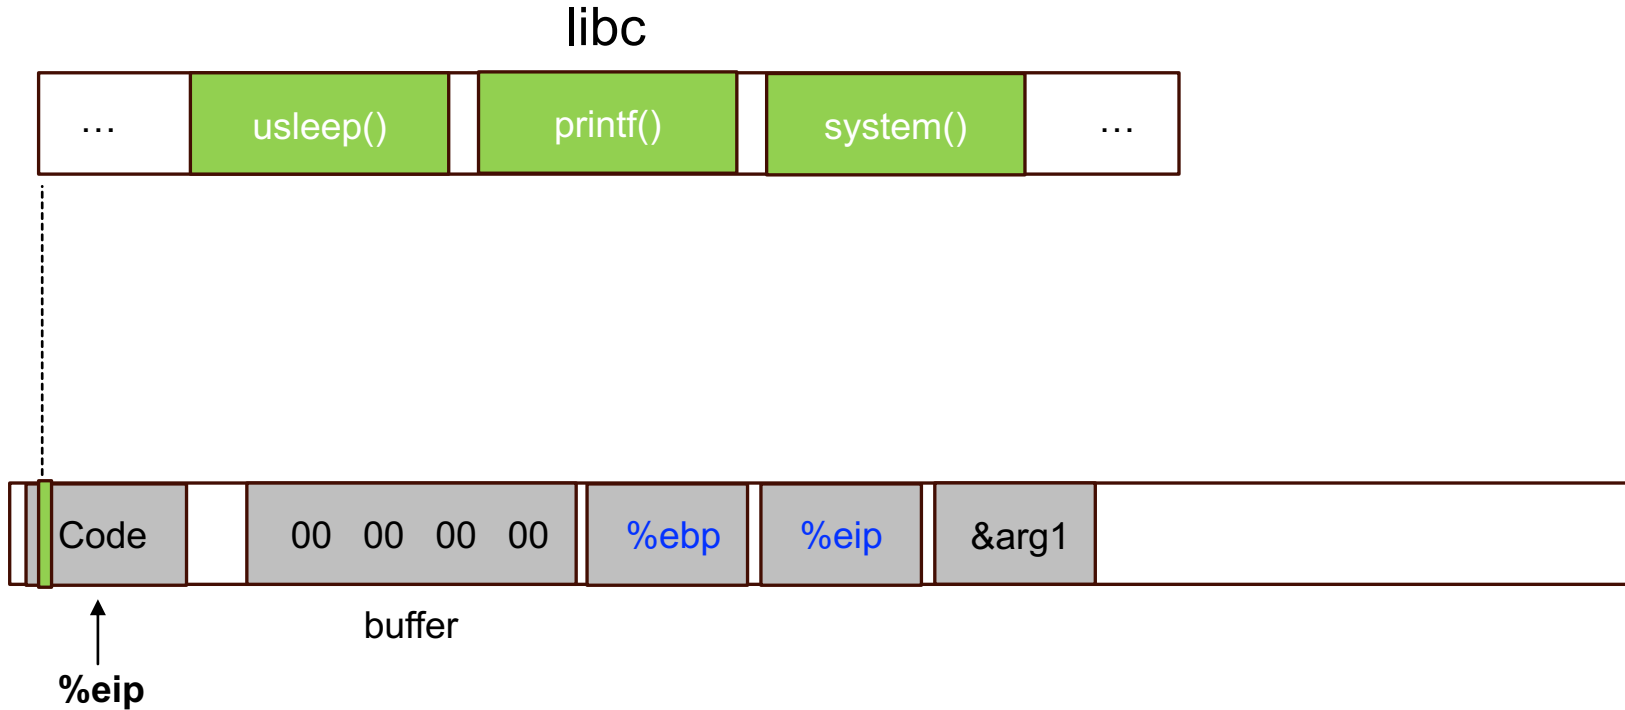 libc
… usleep() printf() system() …
Code 00 00 00 00 %ebp %eip &arg1
buffer
%eip